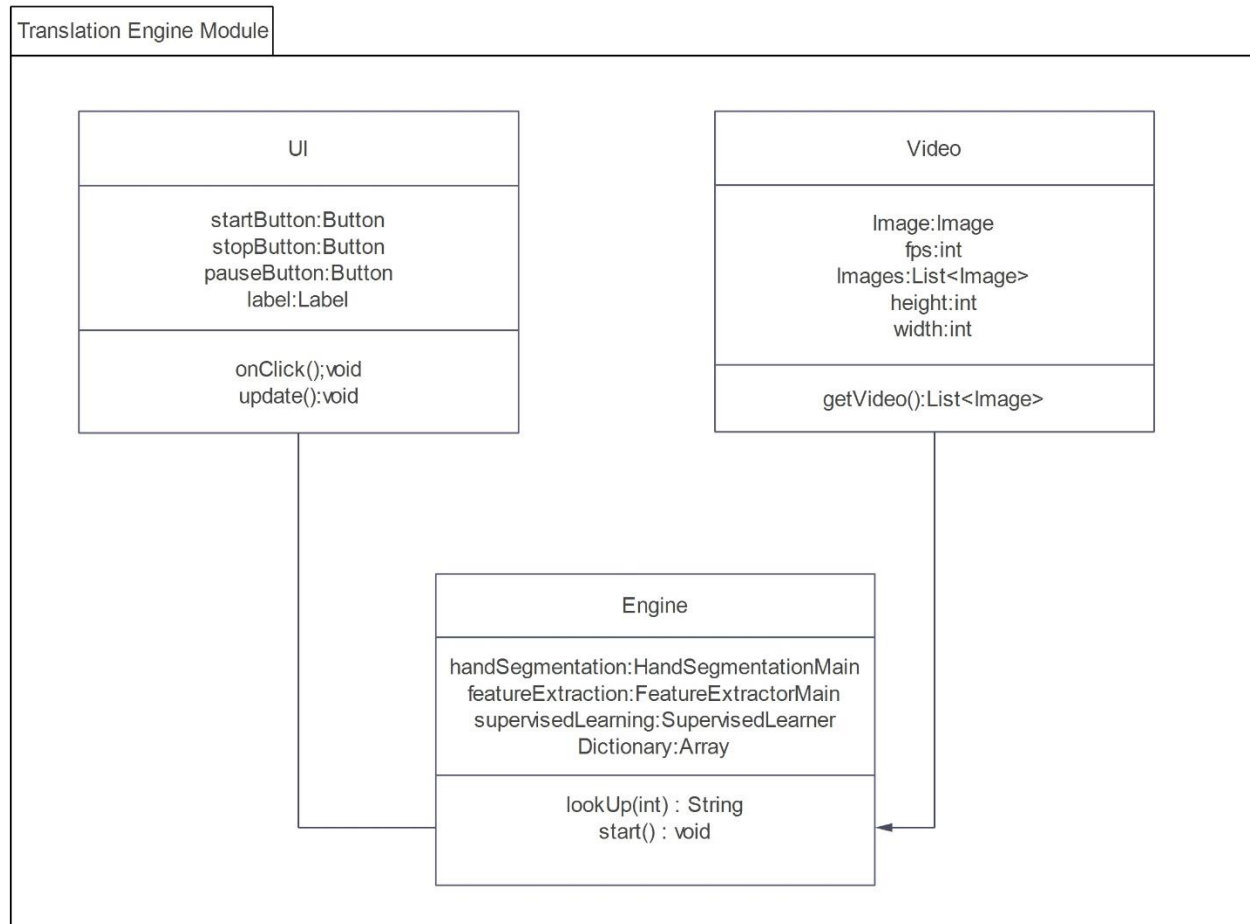 Translation Engine Module
UI
startButton:Button
stopButton:Button
pauseButton:Button
label:Label
onClick();void
update():void
Video
Image:Image
fps:int
Images:List<Image>
height:int
width:int
getVideo():List<Image>
Engine
handSegmentation:HandSegmentationMain
featureExtraction:FeatureExtractorMain
supervisedLearning:SupervisedLearner
Dictionary:Array
lookUp(int) : String
start() : void